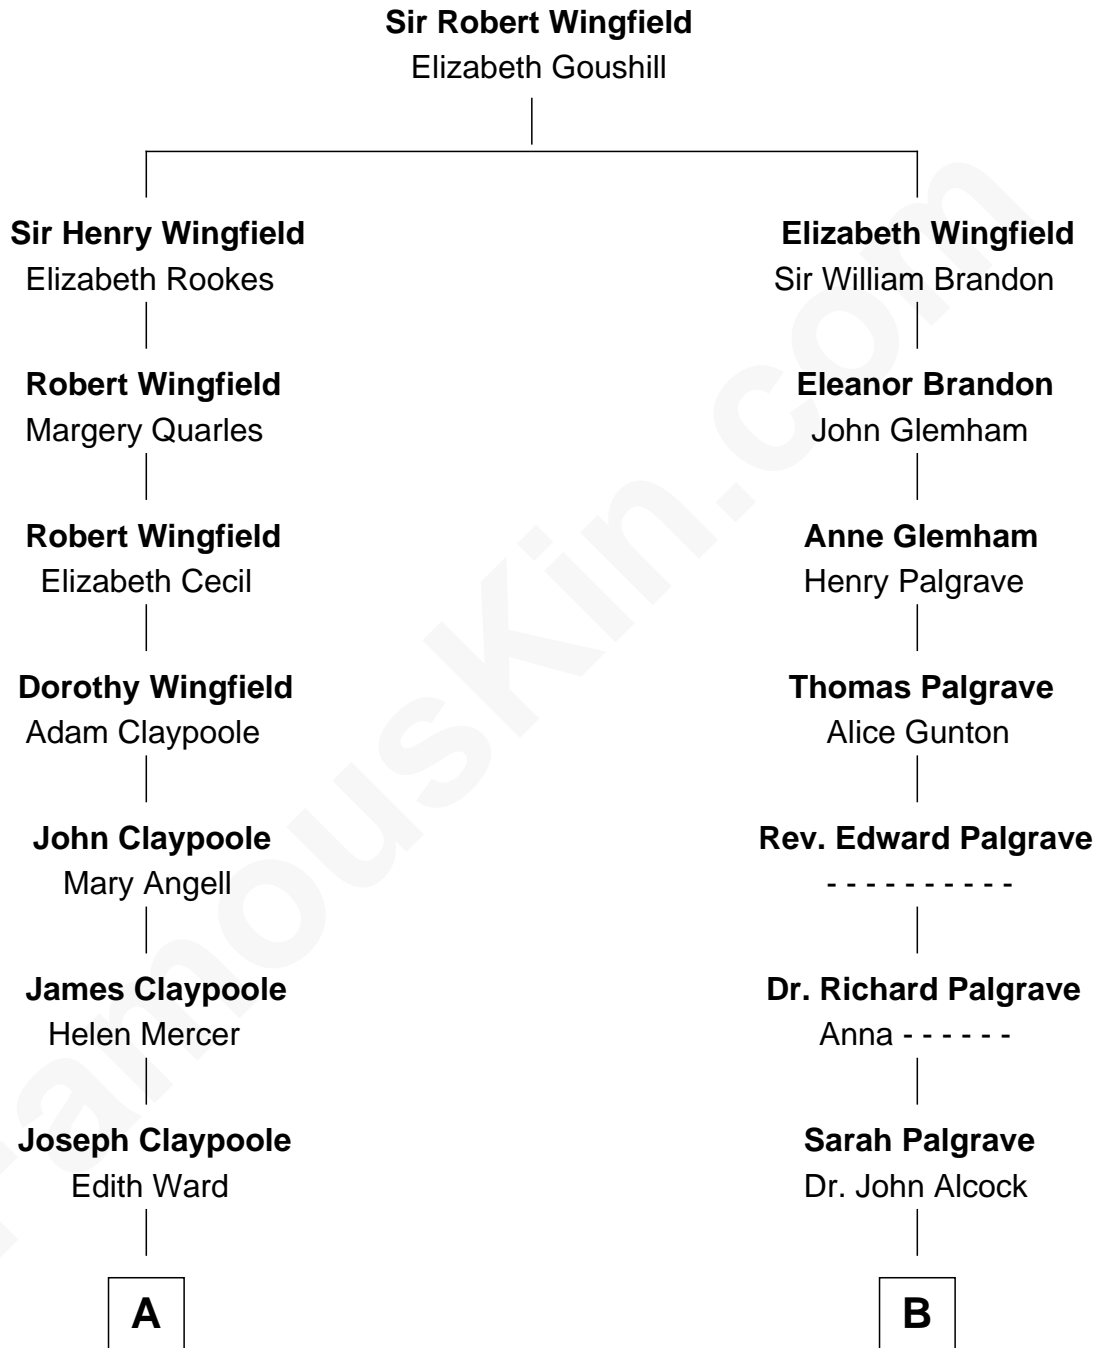 Sir Robert Wingfield
Elizabeth Goushill
Sir Henry Wingfield
Elizabeth Rookes
Elizabeth Wingfield
Sir William Brandon
Robert Wingfield
Margery Quarles
Eleanor Brandon
John Glemham
Robert Wingfield
Elizabeth Cecil
Anne Glemham
Henry Palgrave
Dorothy Wingfield
Adam Claypoole
Thomas Palgrave
Alice Gunton
John Claypoole
Mary Angell
Rev. Edward Palgrave
- - - - - - - - - -
James Claypoole
Helen Mercer
Dr. Richard Palgrave
Anna - - - - - -
Joseph Claypoole
Edith Ward
Sarah Palgrave
Dr. John Alcock
A
B
FamousKin.com